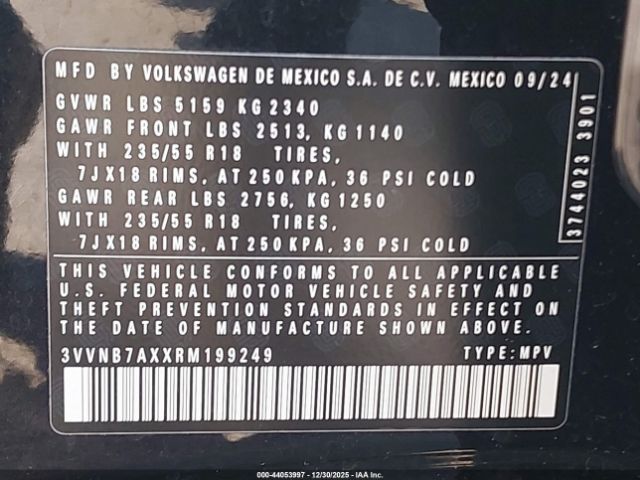 MFD BY VOLKSWAGEN DE MEXICO S.A. DE C.V. MEXICO 09/24
GVWR LBS 5159 KG 2340
GAWR FRONT LBS 2513, KG 1140
WITH 235/55 R18 TIRES,
7JX18 RIMS, AT 250KPA, 36 PSI COLD
GAWR REAR LBS 2756, KG 1250
WITH 235/55 R18 TIRES,
7JX18 RIMS, AT 250KPA, 36 PSI COLD
3744023 3901
THIS VEHICLE CONFORMS TO ALL APPLICABLE
U.S. FEDERAL MOTOR VEHICLE SAFETY AND
THEFT PREVENTION STANDARDS IN EFFECT ON
THE DATE OF MANUFACTURE SHOWN ABOVE.
3VVNB7AXXRM199249 TYPE: MPV
000-44053997 - 12/30/2025 - IAA Inc.